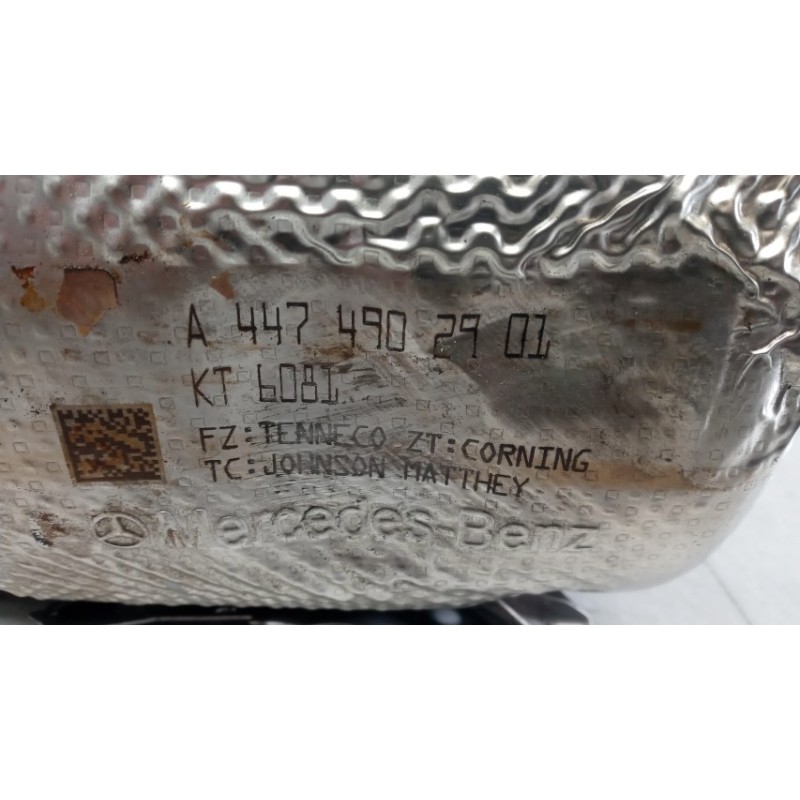 A 447 490 29 01
KT 6081
FZ:TENNECO ZT:CORNING
TC:JOHNSON MATTHEY
Mercedes-Benz